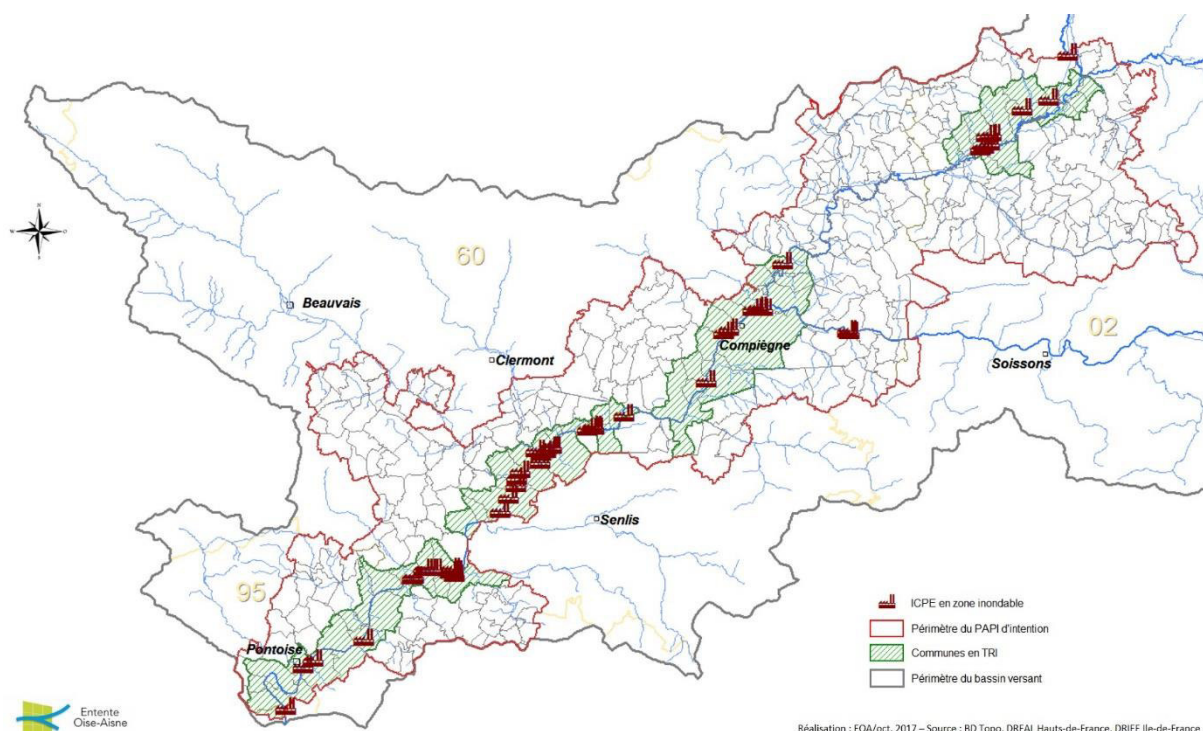 60
Beauvais
Clermont
Compiègne
Soissons
02
Senlis
95
Pontoise
ICPE en zone inondable
Périmètre du PAPI d'intention
Communes en TRI
Périmètre du bassin versant
Entente
Oise-Aisne
Réalisation : EOA/oct. 2017 – Source : BD Topo, DREAL Hauts-de-France, DRIEE Ile-de-France